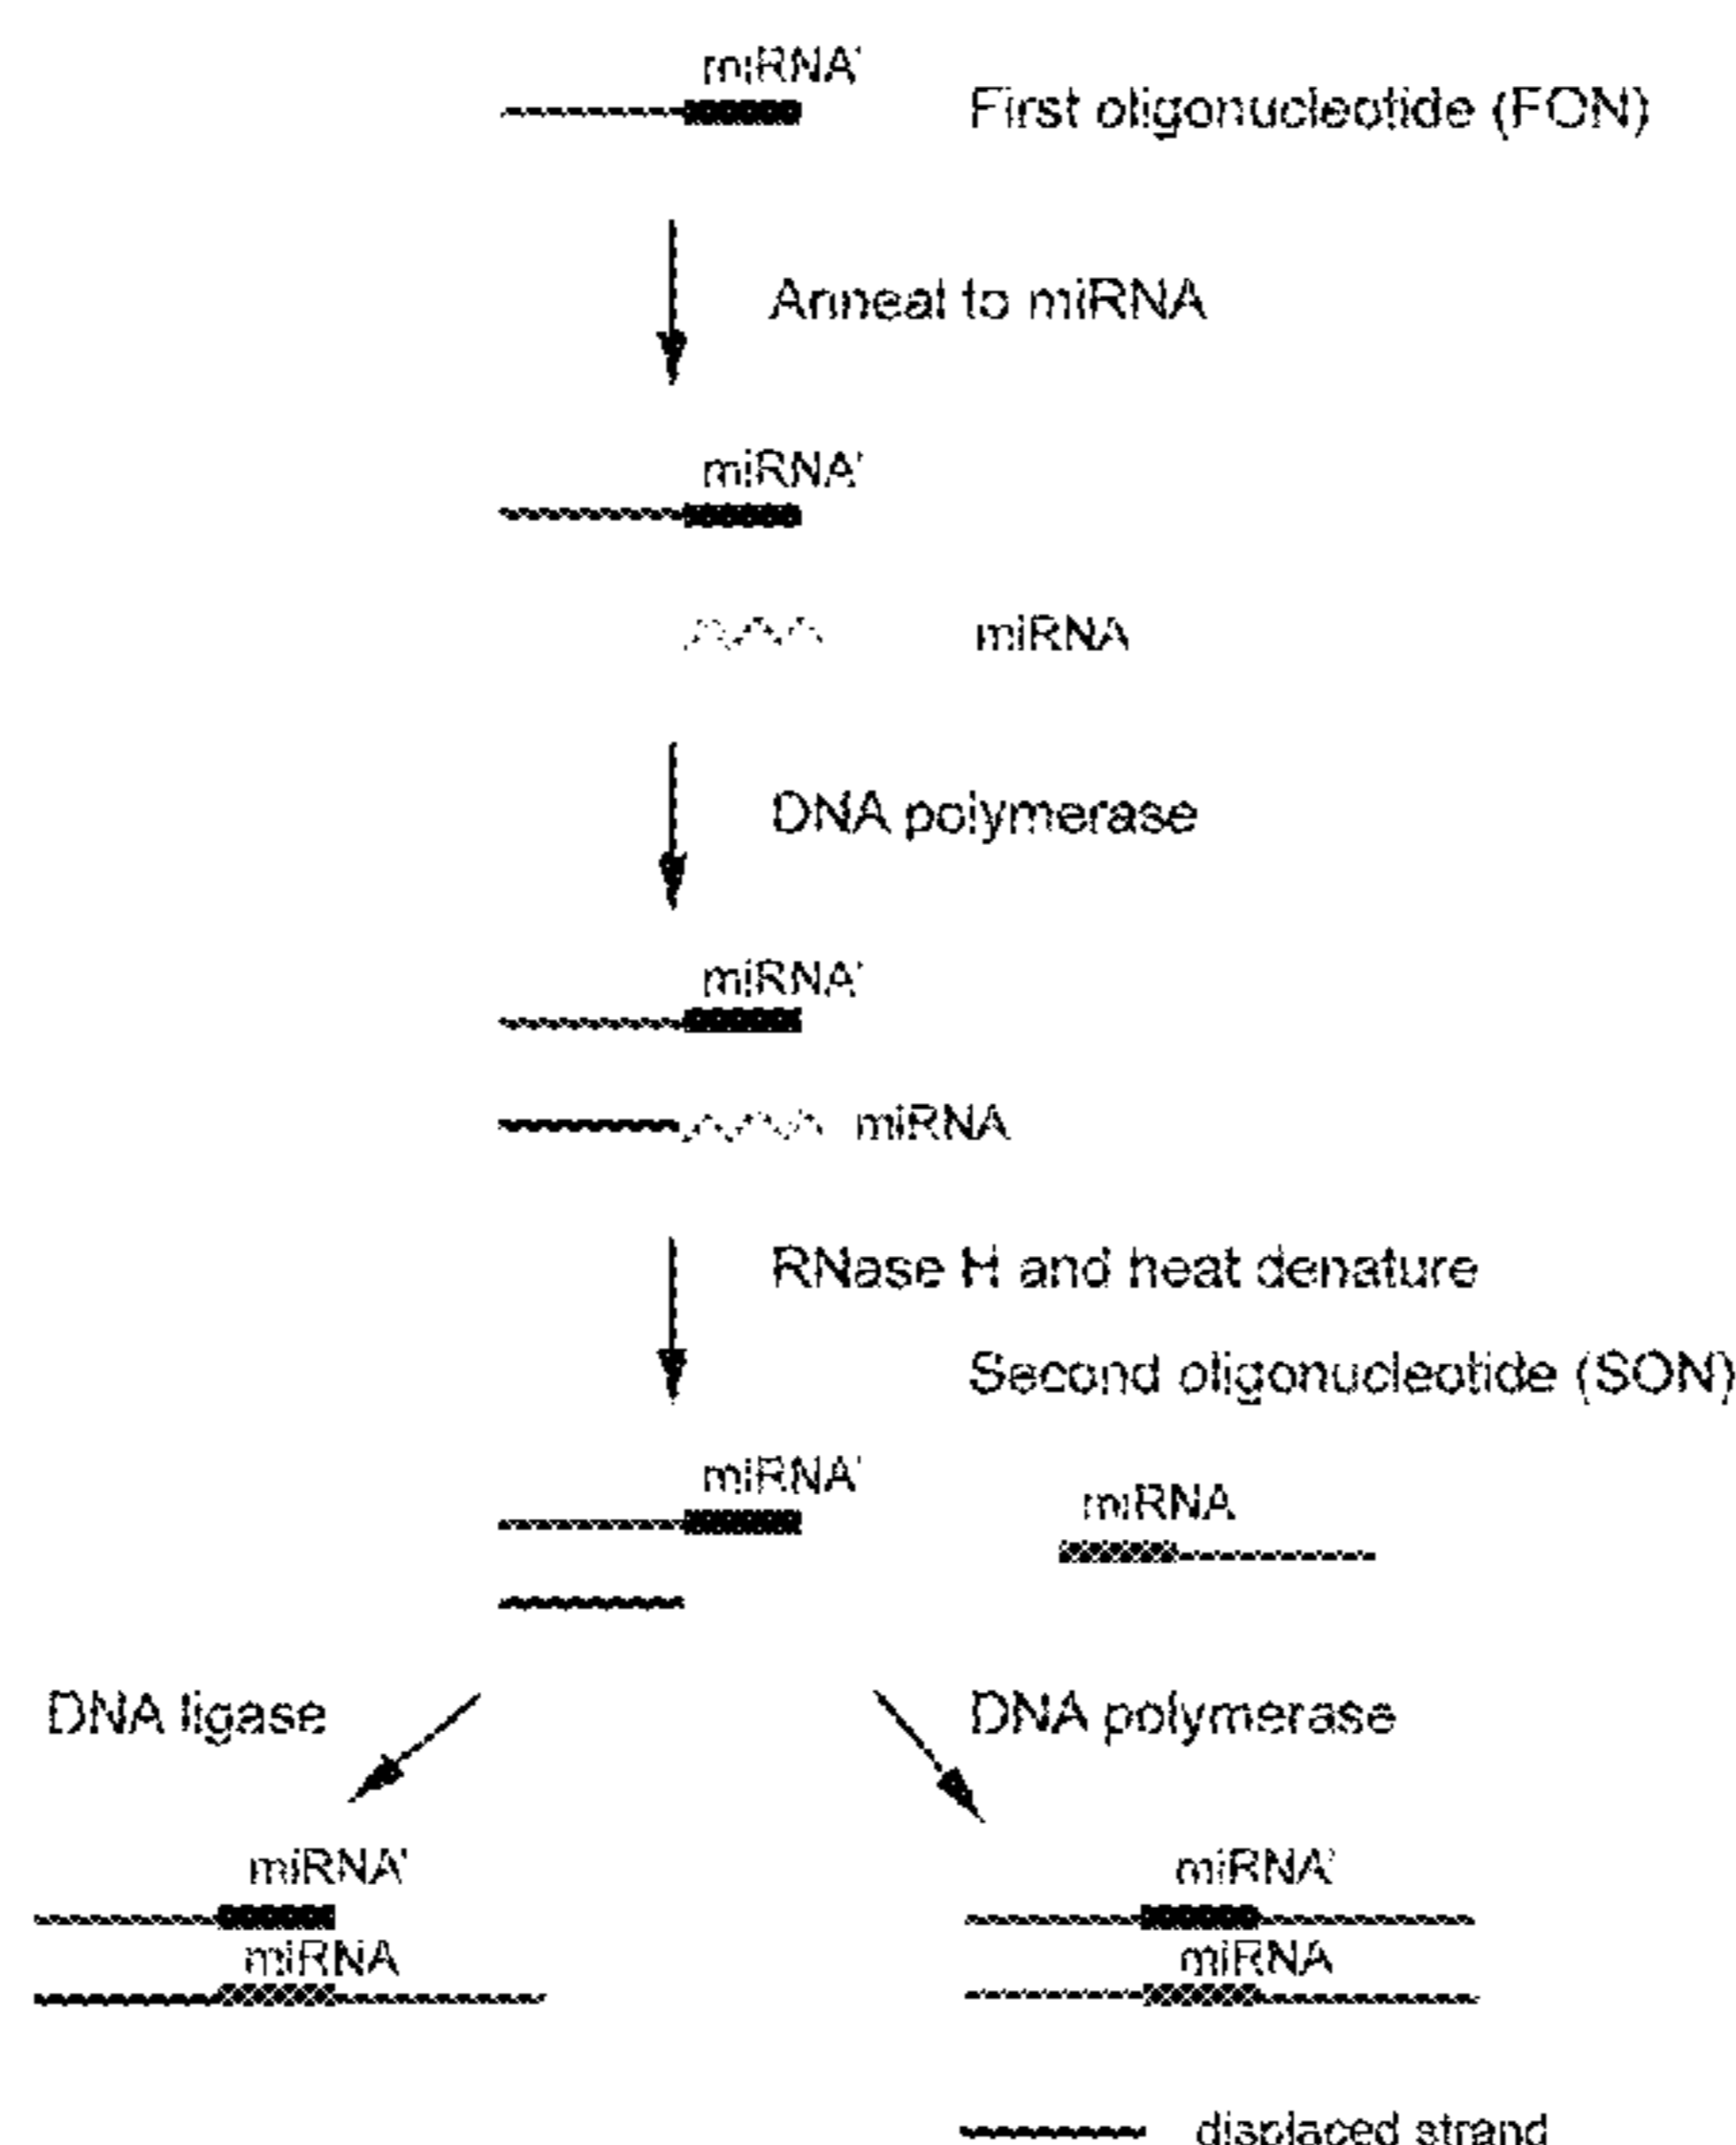 miRNA'
First oligonucleotide (FON)
Anneal to miRNA
miRNA'
miRNA
DNA polymerase
miRNA'
miRNA
RNase H and heat denature
Second oligonucleotide (SON)
miRNA'
miRNA
DNA ligase
DNA polymerase
miRNA'
miRNA'
miRNA
miRNA
displaced strand